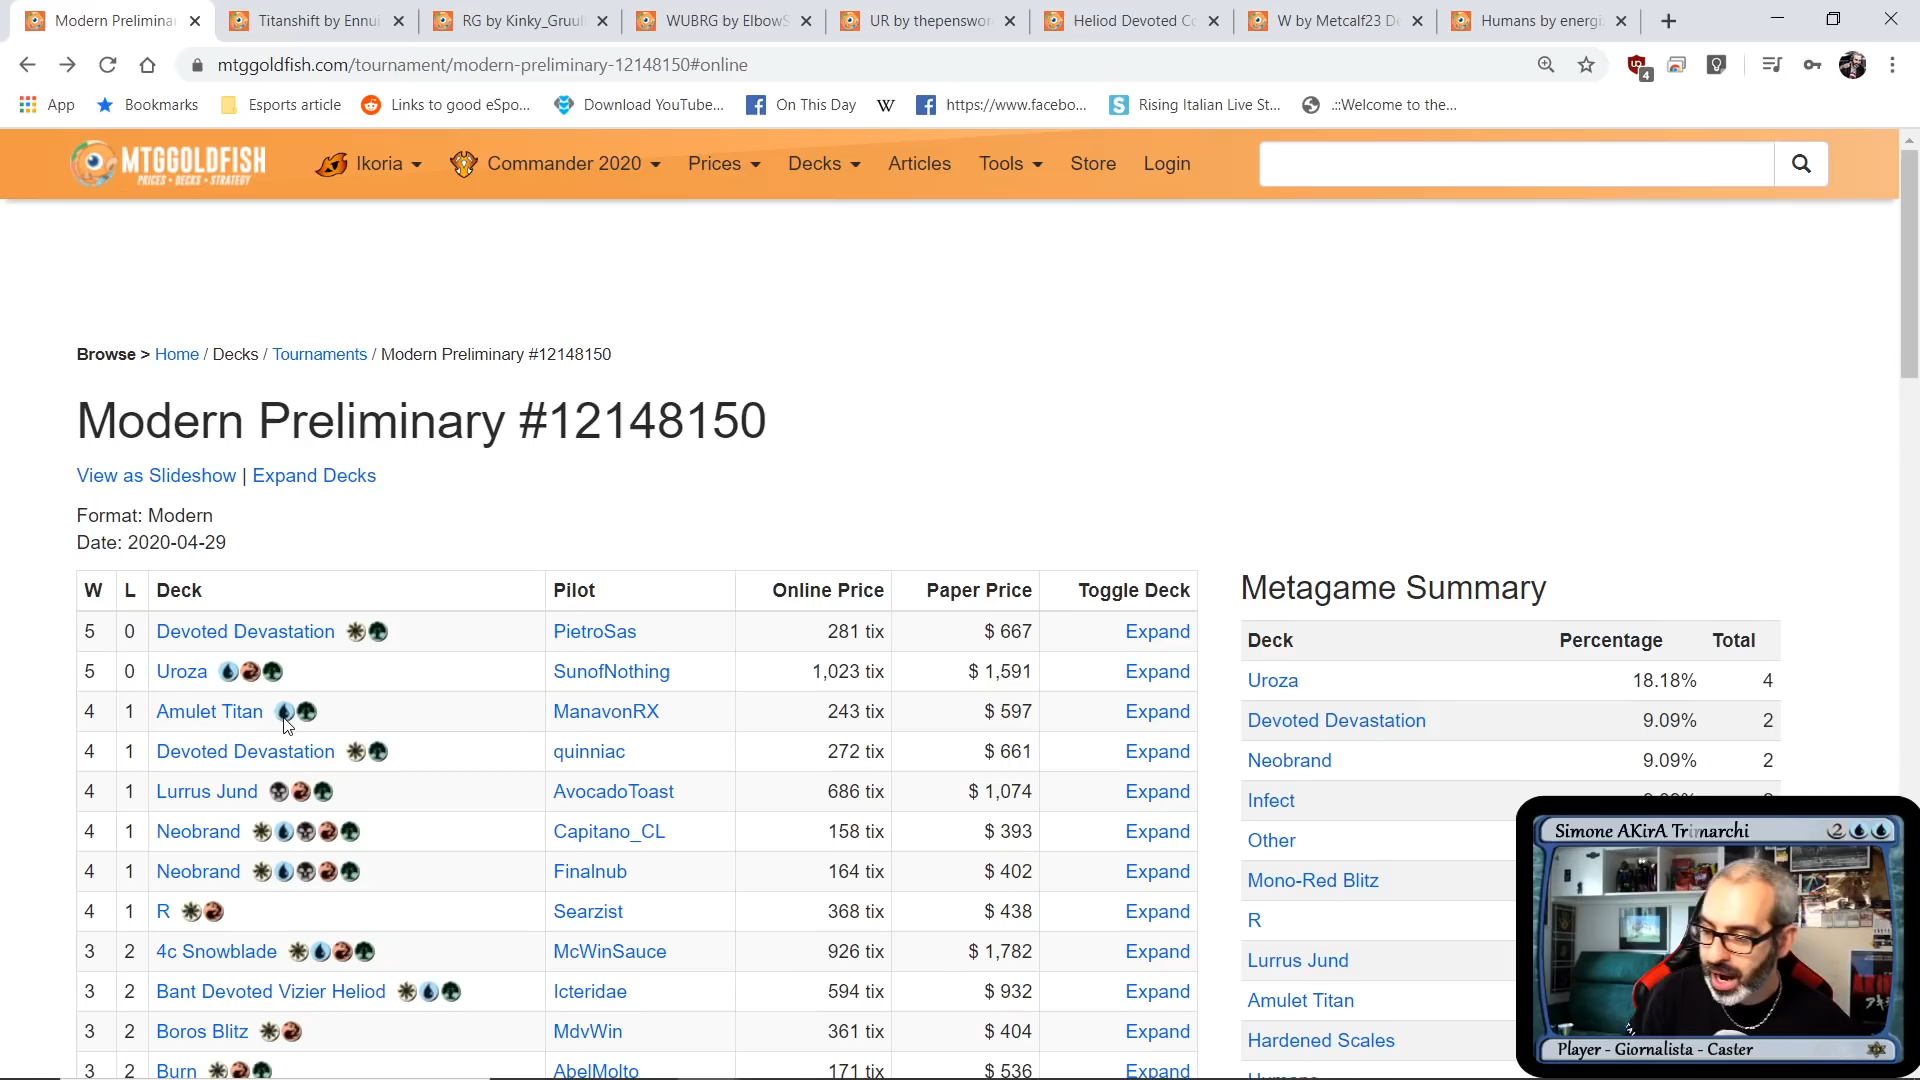 Modern Prelimina
Titanshift by Ennui
RG by Kinky_Gruul
WUBRG by ElbowS
UR by thepenswor
Heliod Devoted Co
W by Metcalf23 De
Humans by energi
mtggoldfish.com/tournament/modern-preliminary-12148150#online
4
App
Bookmarks
Esports article
Links to good eSpo...
Download YouTube...
On This Day
W
https://www.facebo...
Rising Italian Live St...
.::Welcome to the...
MTGGOLDFISH
PRICES • DECKS • STRATEGY
Ikoria
Commander 2020
Prices
Decks
Articles
Tools
Store
Login
Browse > Home / Decks / Tournaments / Modern Preliminary #12148150
Modern Preliminary #12148150
View as Slideshow | Expand Decks
Format: Modern
Date: 2020-04-29
W L Deck Pilot Online Price Paper Price Toggle Deck
5 0 Devoted Devastation PietroSas 281 tix $ 667 Expand
5 0 Uroza SunofNothing 1,023 tix $ 1,591 Expand
4 1 Amulet Titan ManavonRX 243 tix $ 597 Expand
4 1 Devoted Devastation quinniac 272 tix $ 661 Expand
4 1 Lurrus Jund AvocadoToast 686 tix $ 1,074 Expand
4 1 Neobrand Capitano_CL 158 tix $ 393 Expand
4 1 Neobrand Finalnub 164 tix $ 402 Expand
4 1 R Searzist 368 tix $ 438 Expand
3 2 4c Snowblade McWinSauce 926 tix $ 1,782 Expand
3 2 Bant Devoted Vizier Heliod Icteridae 594 tix $ 932 Expand
3 2 Boros Blitz MdvWin 361 tix $ 404 Expand
3 2 Burn AbelMolto 171 tix $ 536 Expand
Metagame Summary
Deck Percentage Total
Uroza 18.18% 4
Devoted Devastation 9.09% 2
Neobrand 9.09% 2
Infect
Other
Mono-Red Blitz
R
Lurrus Jund
Amulet Titan
Hardened Scales
Simone AKirA Trimarchi 2
Player - Giornalista - Caster